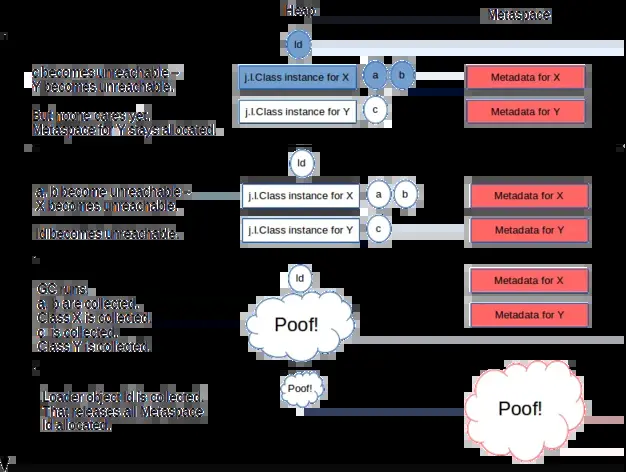 Heap
Metaspace
ld
c becomes unreachable –
Y becomes unreachable.
j.l.Class instance for X
a
b
Metadata for X
But noone cares yet.
Metaspace for Y stays allocated.
j.l.Class instance for Y
c
Metadata for Y
ld
a, b become unreachable –
X becomes unreachable.
j.l.Class instance for X
a
b
Metadata for X
ld becomes unreachable.
j.l.Class instance for Y
c
Metadata for Y
ld
GC runs:
a, b are collected.
Class X is collected.
c is collected.
Class Y is collected.
Poof!
Metadata for X
Metadata for Y
Loader object ld is collected.
That releases all Metaspace
ld allocated.
Poof!
Poof!